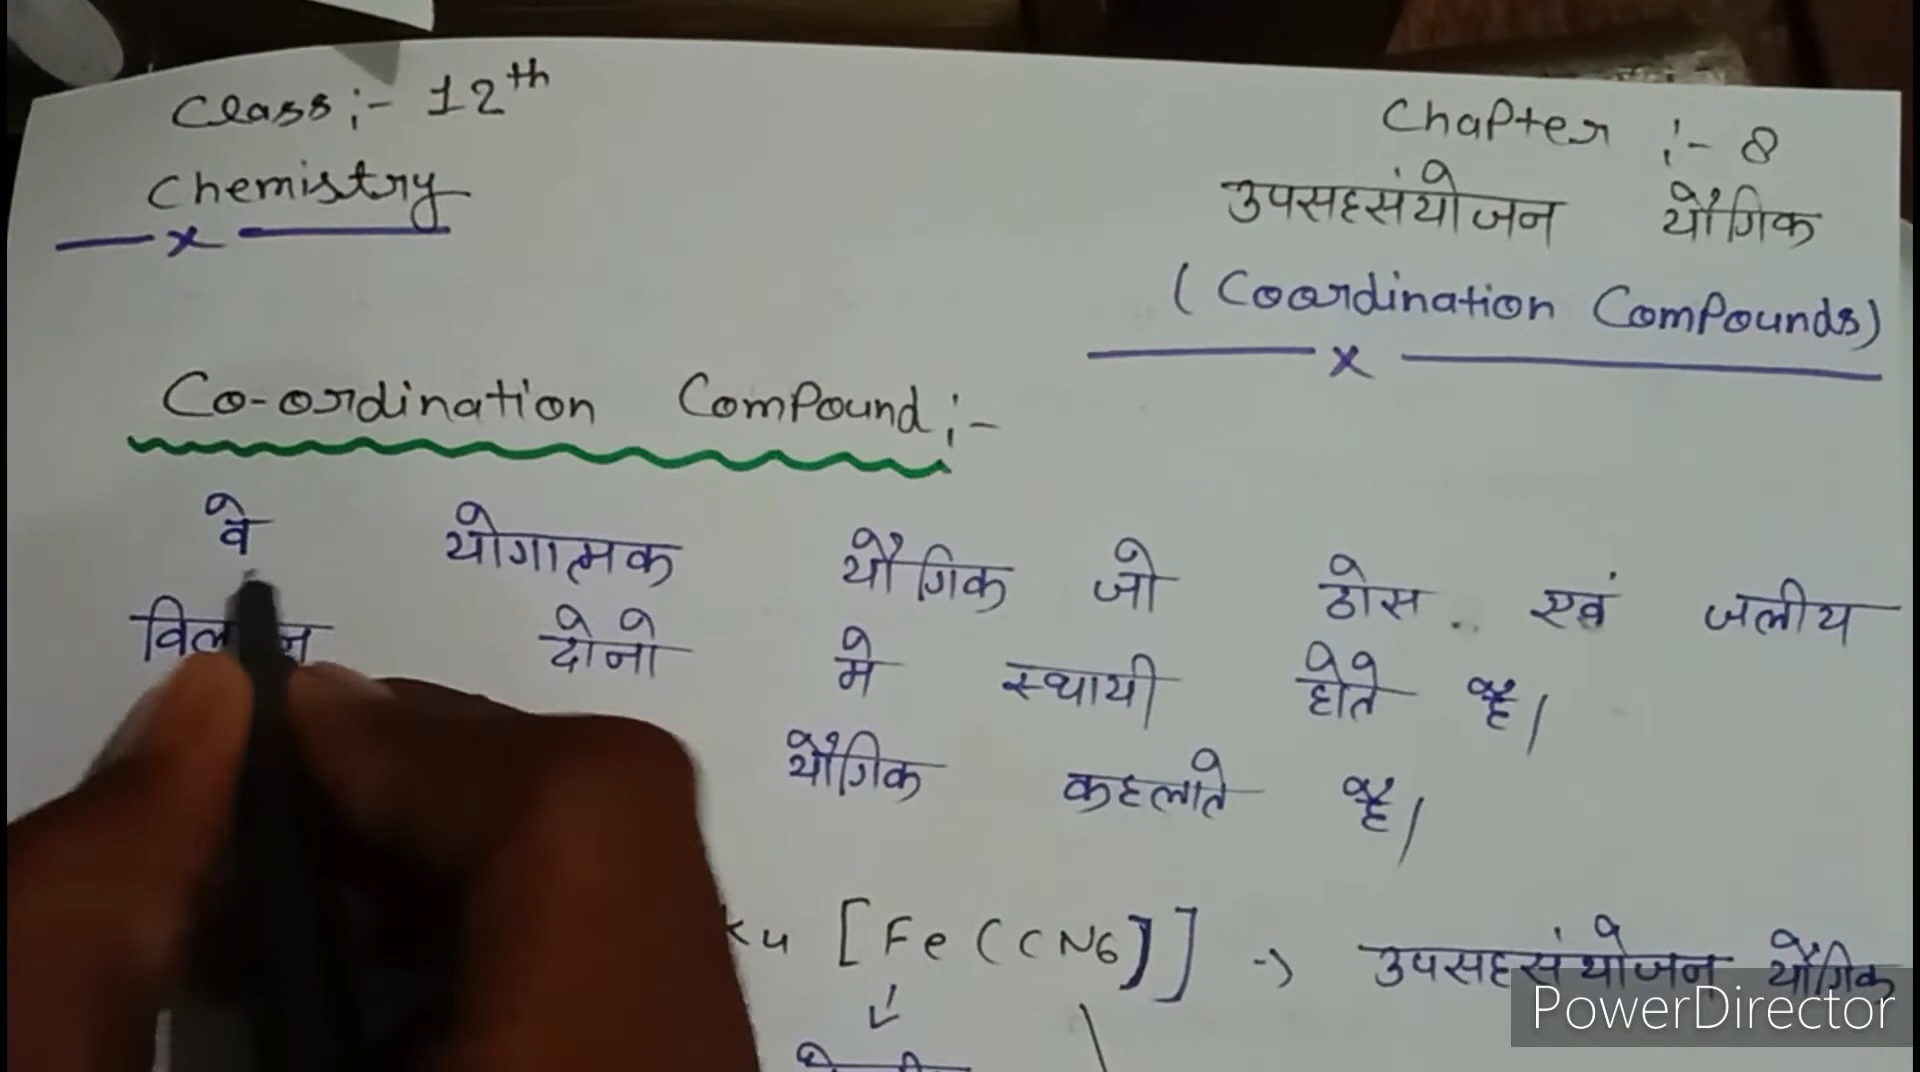 Class :- 12th
Chemistry
Chapter :- 8
उपसहसंयोजन यौगिक
(Coordination Compounds)
Co-ordination Compound :-
वे योगात्मक यौगिक जो ठोस एवं जलीय
दोनो मे स्थायी होते है।
यौगिक कहलाते है।
K4 [Fe(CN6)] -> उपसहसंयोजन यौगिक
PowerDirector